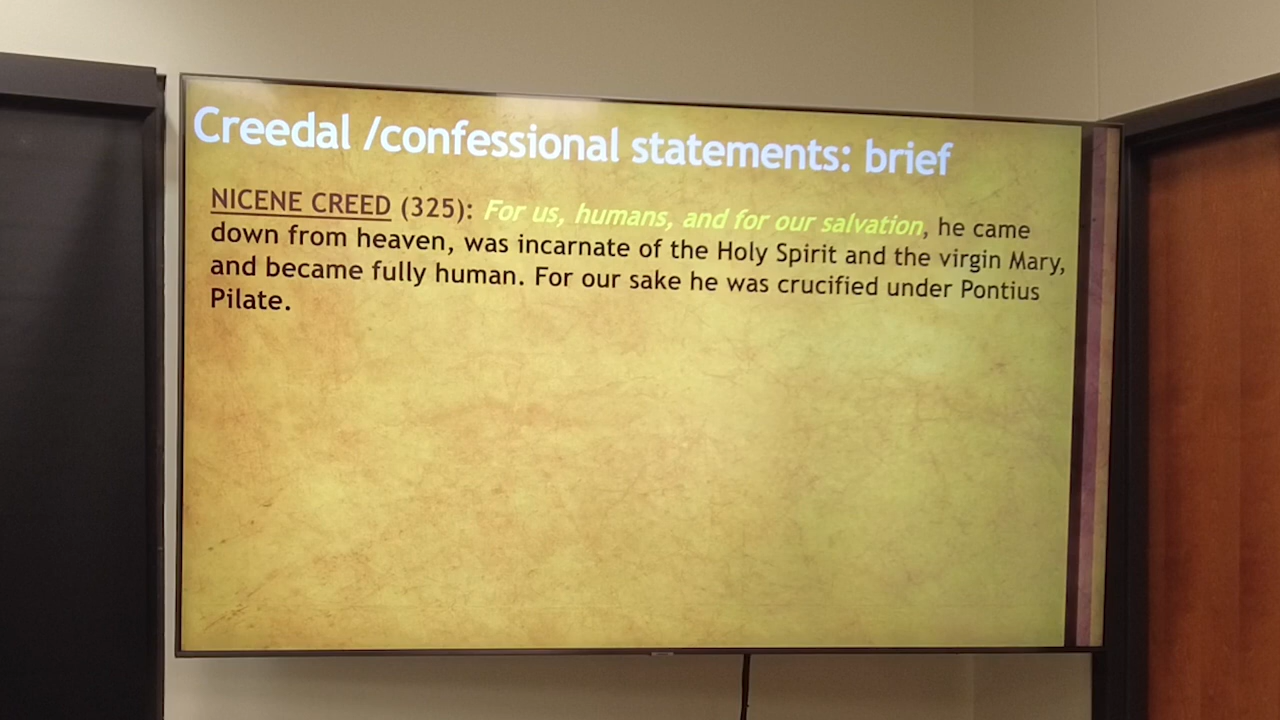 Creedal /confessional statements: brief
NICENE CREED (325): For us, humans, and for our salvation, he came
down from heaven, was incarnate of the Holy Spirit and the virgin Mary,
and became fully human. For our sake he was crucified under Pontius
Pilate.